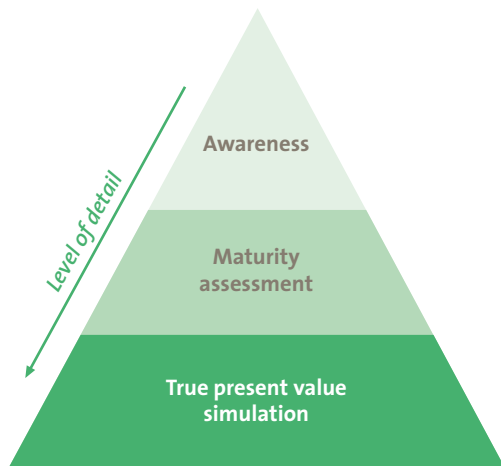 Awareness
Level of detail
Maturity
assessment
True present value
simulation